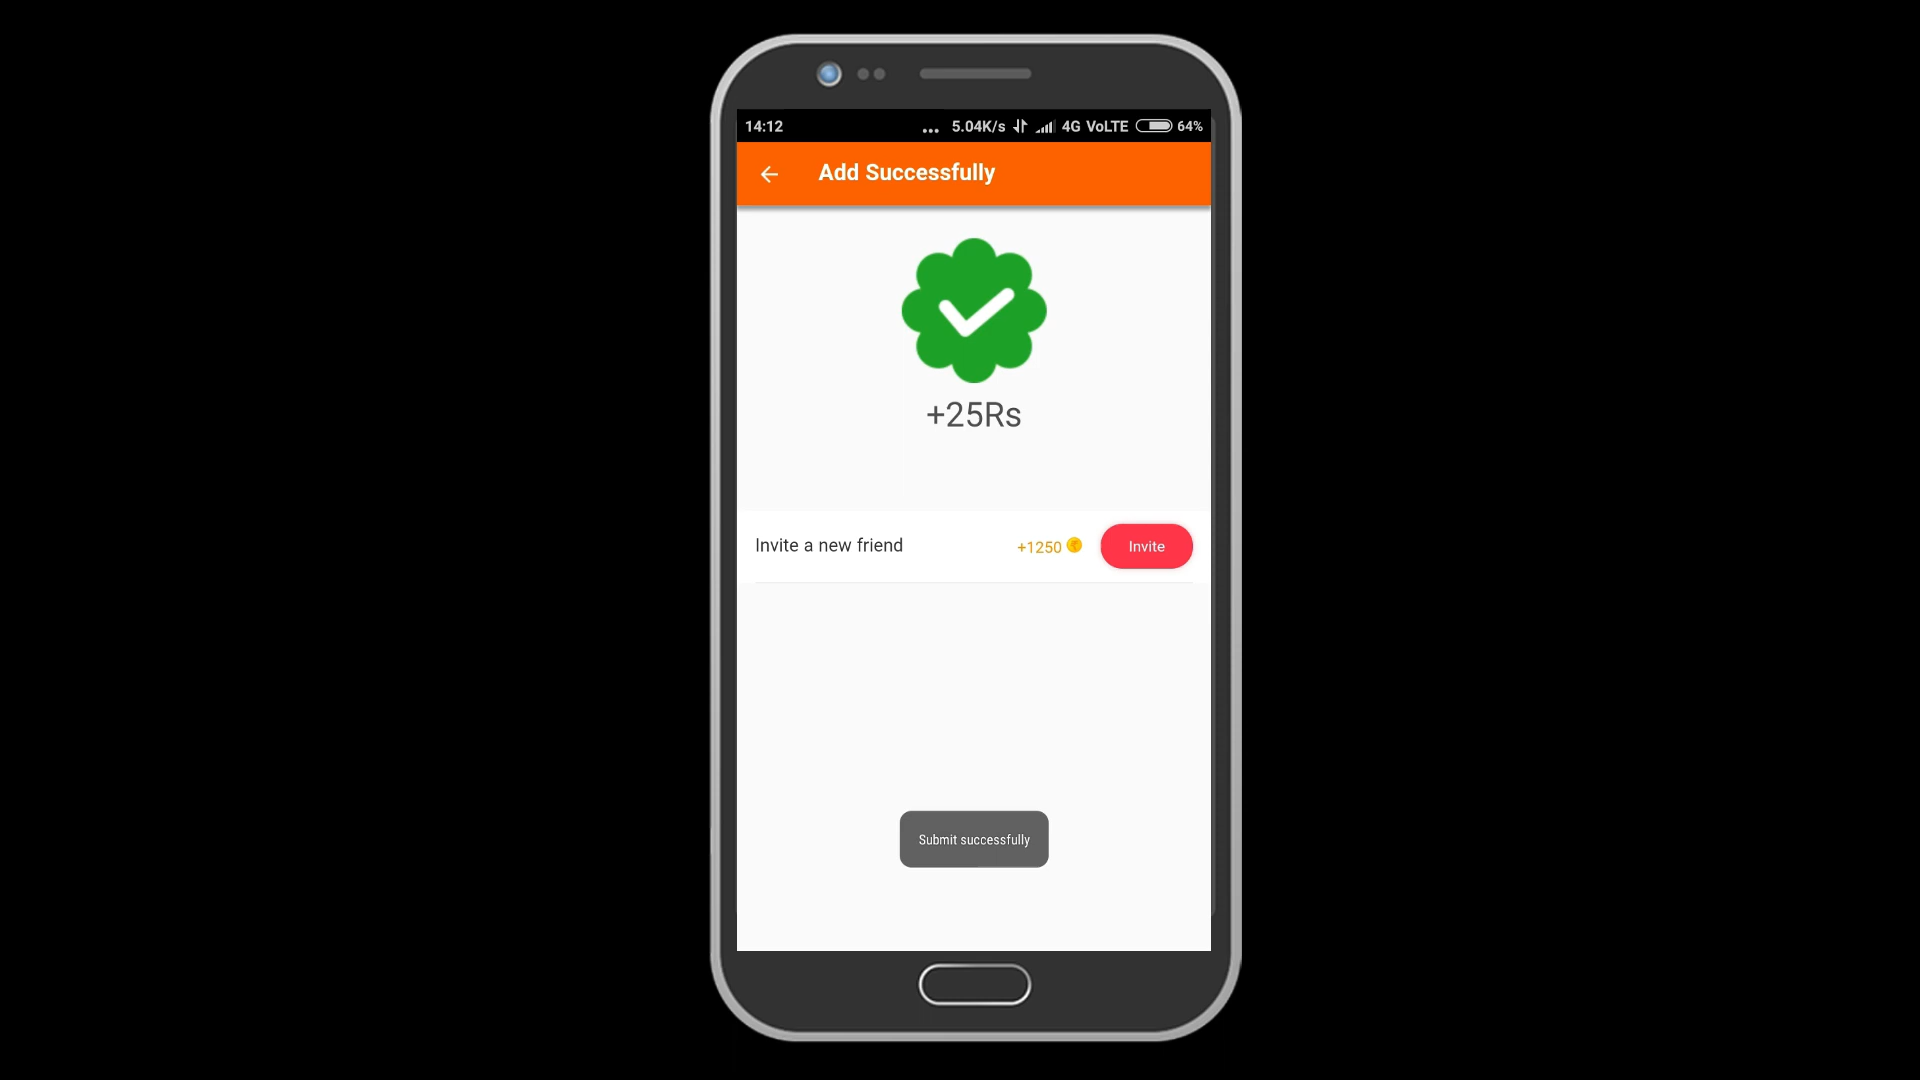 14:12 ... 5.04K/s 4G VoLTE 64%
Add Successfully
+25Rs
Invite a new friend +1250 Invite
Submit successfully